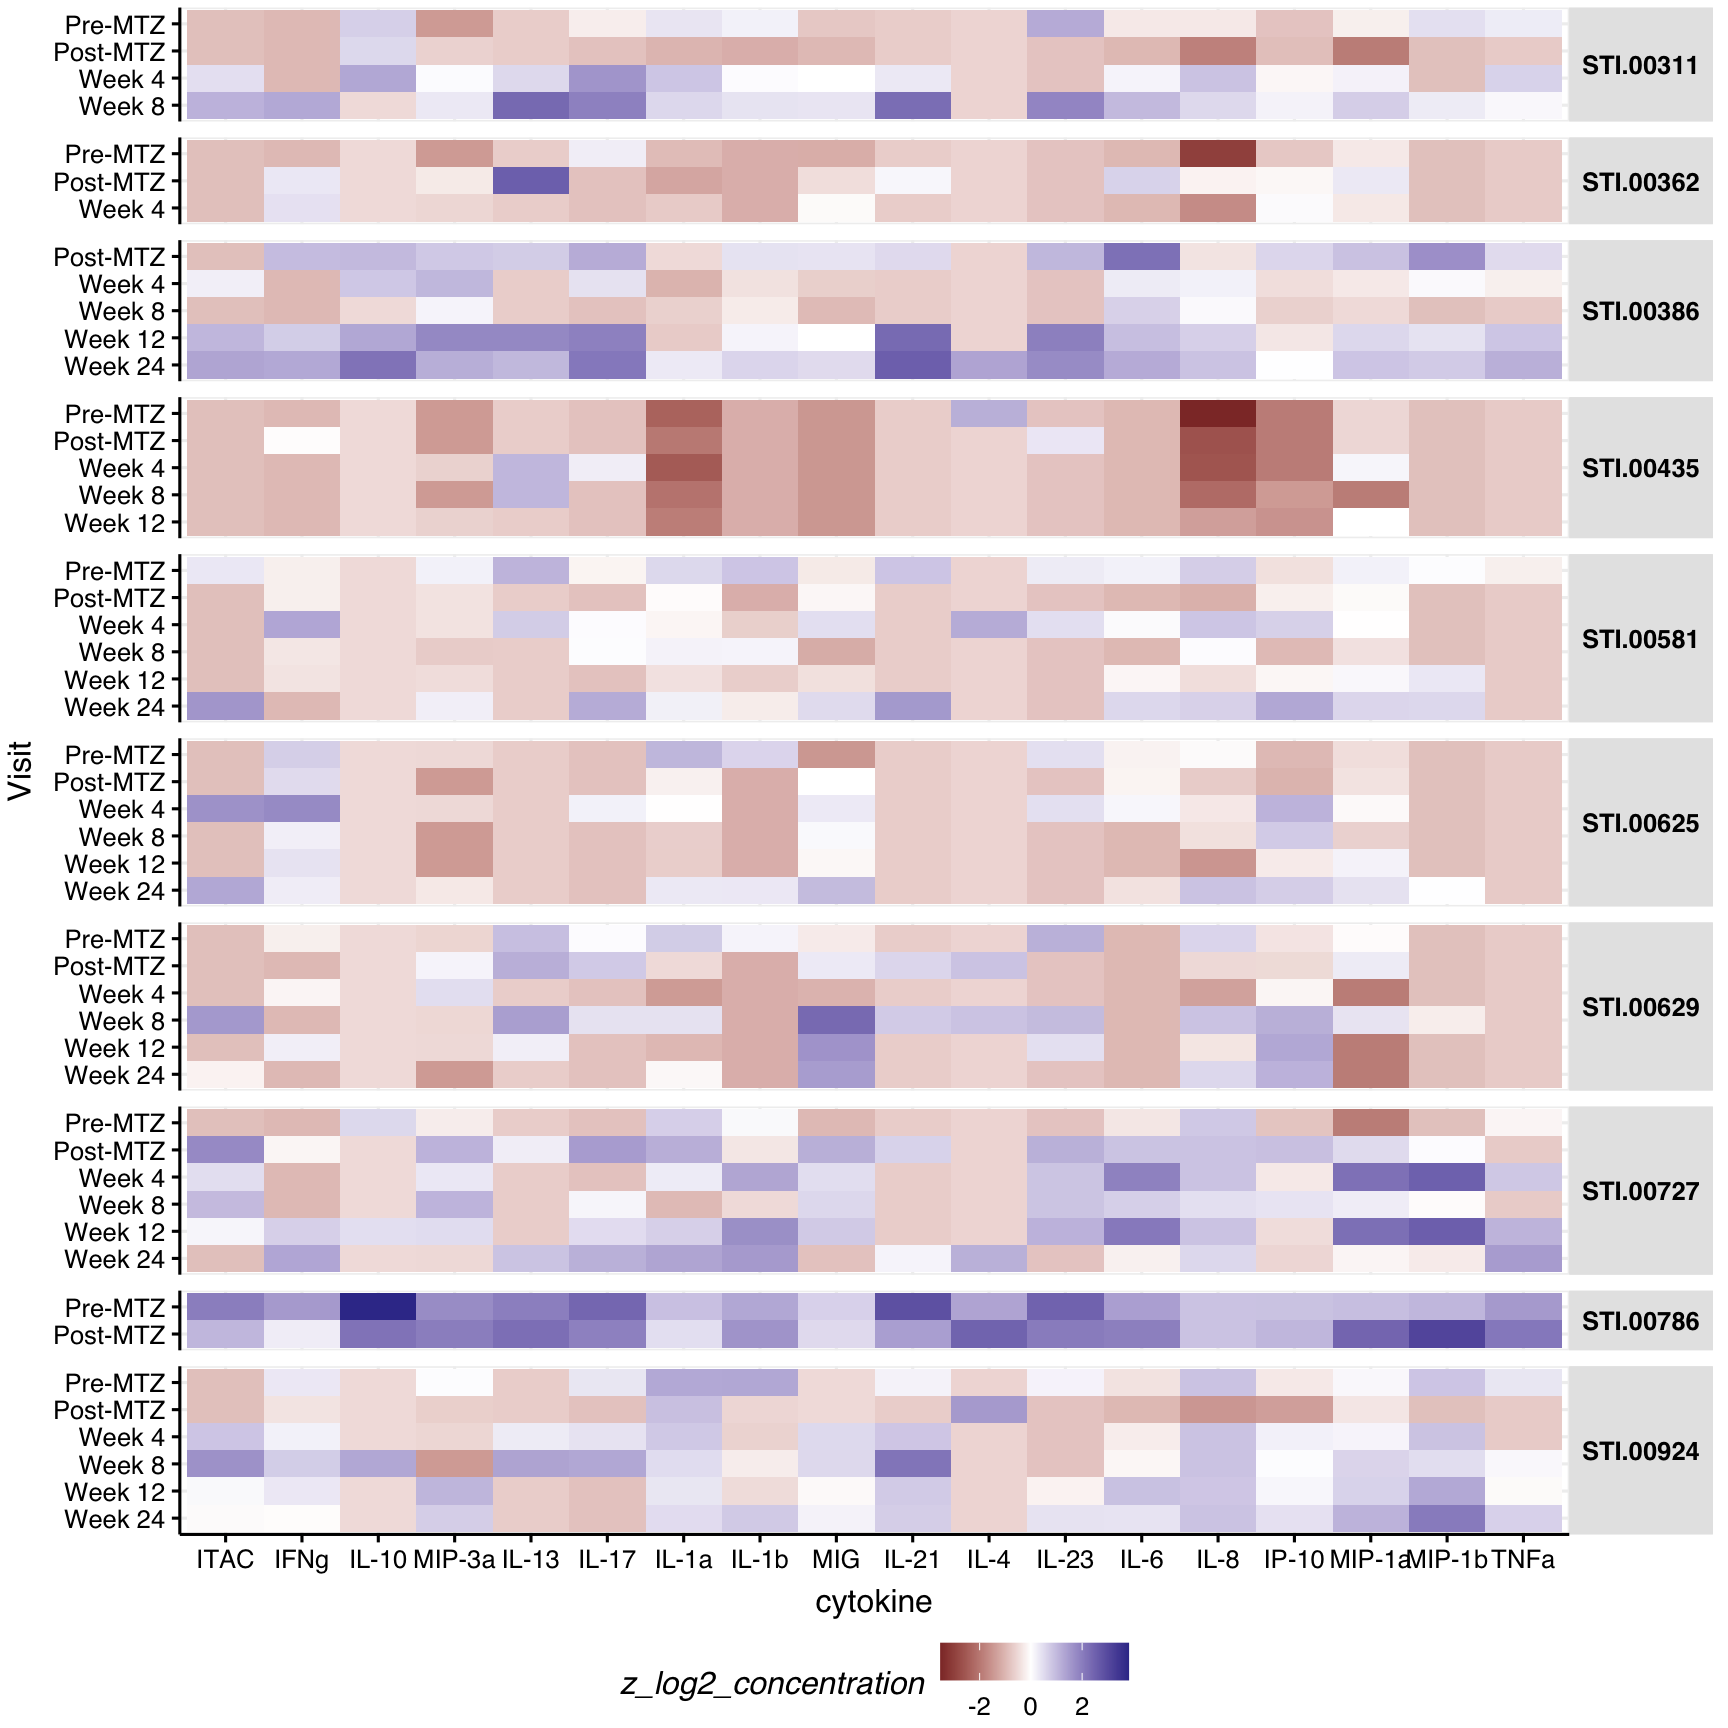 Visit
Pre-MTZ
Post-MTZ
Week 4
Week 8
STI.00311
Pre-MTZ
Post-MTZ
Week 4
STI.00362
Post-MTZ
Week 4
Week 8
Week 12
Week 24
STI.00386
Pre-MTZ
Post-MTZ
Week 4
Week 8
Week 12
STI.00435
Pre-MTZ
Post-MTZ
Week 4
Week 8
Week 12
Week 24
STI.00581
Pre-MTZ
Post-MTZ
Week 4
Week 8
Week 12
Week 24
STI.00625
Pre-MTZ
Post-MTZ
Week 4
Week 8
Week 12
Week 24
STI.00629
Pre-MTZ
Post-MTZ
Week 4
Week 8
Week 12
Week 24
STI.00727
Pre-MTZ
Post-MTZ
STI.00786
Pre-MTZ
Post-MTZ
Week 4
Week 8
Week 12
Week 24
STI.00924
ITAC IFNg IL-10 MIP-3a IL-13 IL-17 IL-1a IL-1b MIG IL-21 IL-4 IL-23 IL-6 IL-8 IP-10 MIP-1a MIP-1b TNFa
cytokine
z_log2_concentration
-2 0 2